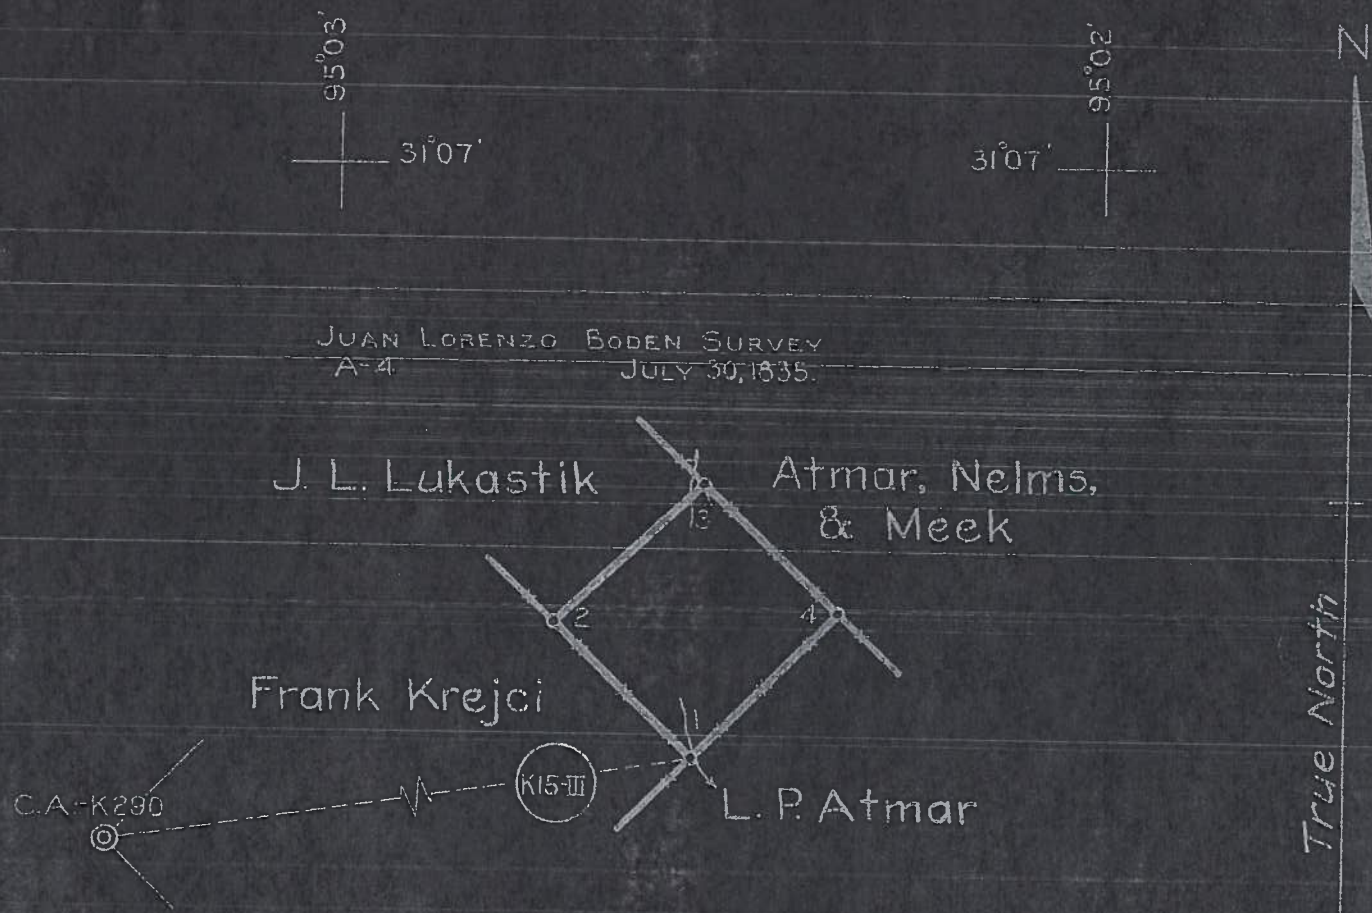 95°03'
95°02'
N
31°07'
31°07'
JUAN LORENZO BODEN SURVEY
A-4 JULY 30, 1835.
J. L. Lukastik
Atmar, Nelms,
& Meek
3
2
4
Frank Krejci
1
K15-III
C.A.-K290
L. P. Atmar
True North